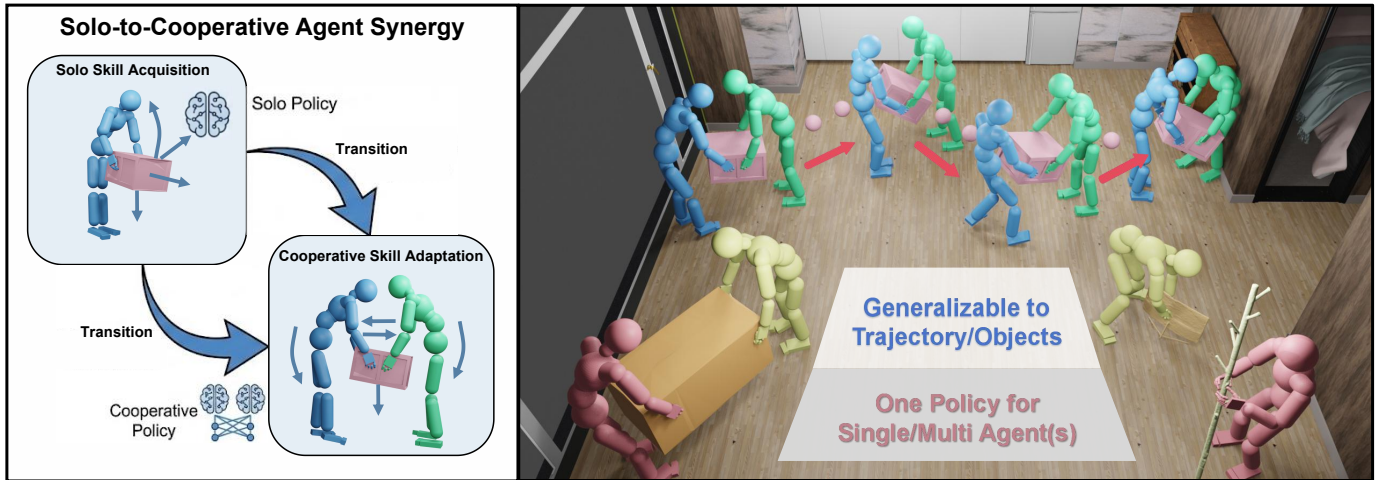 Solo-to-Cooperative Agent Synergy
Solo Skill Acquisition
Solo Policy
Transition
Cooperative Skill Adaptation
Transition
Cooperative
Policy
Generalizable to
Trajectory/Objects
One Policy for
Single/Multi Agent(s)